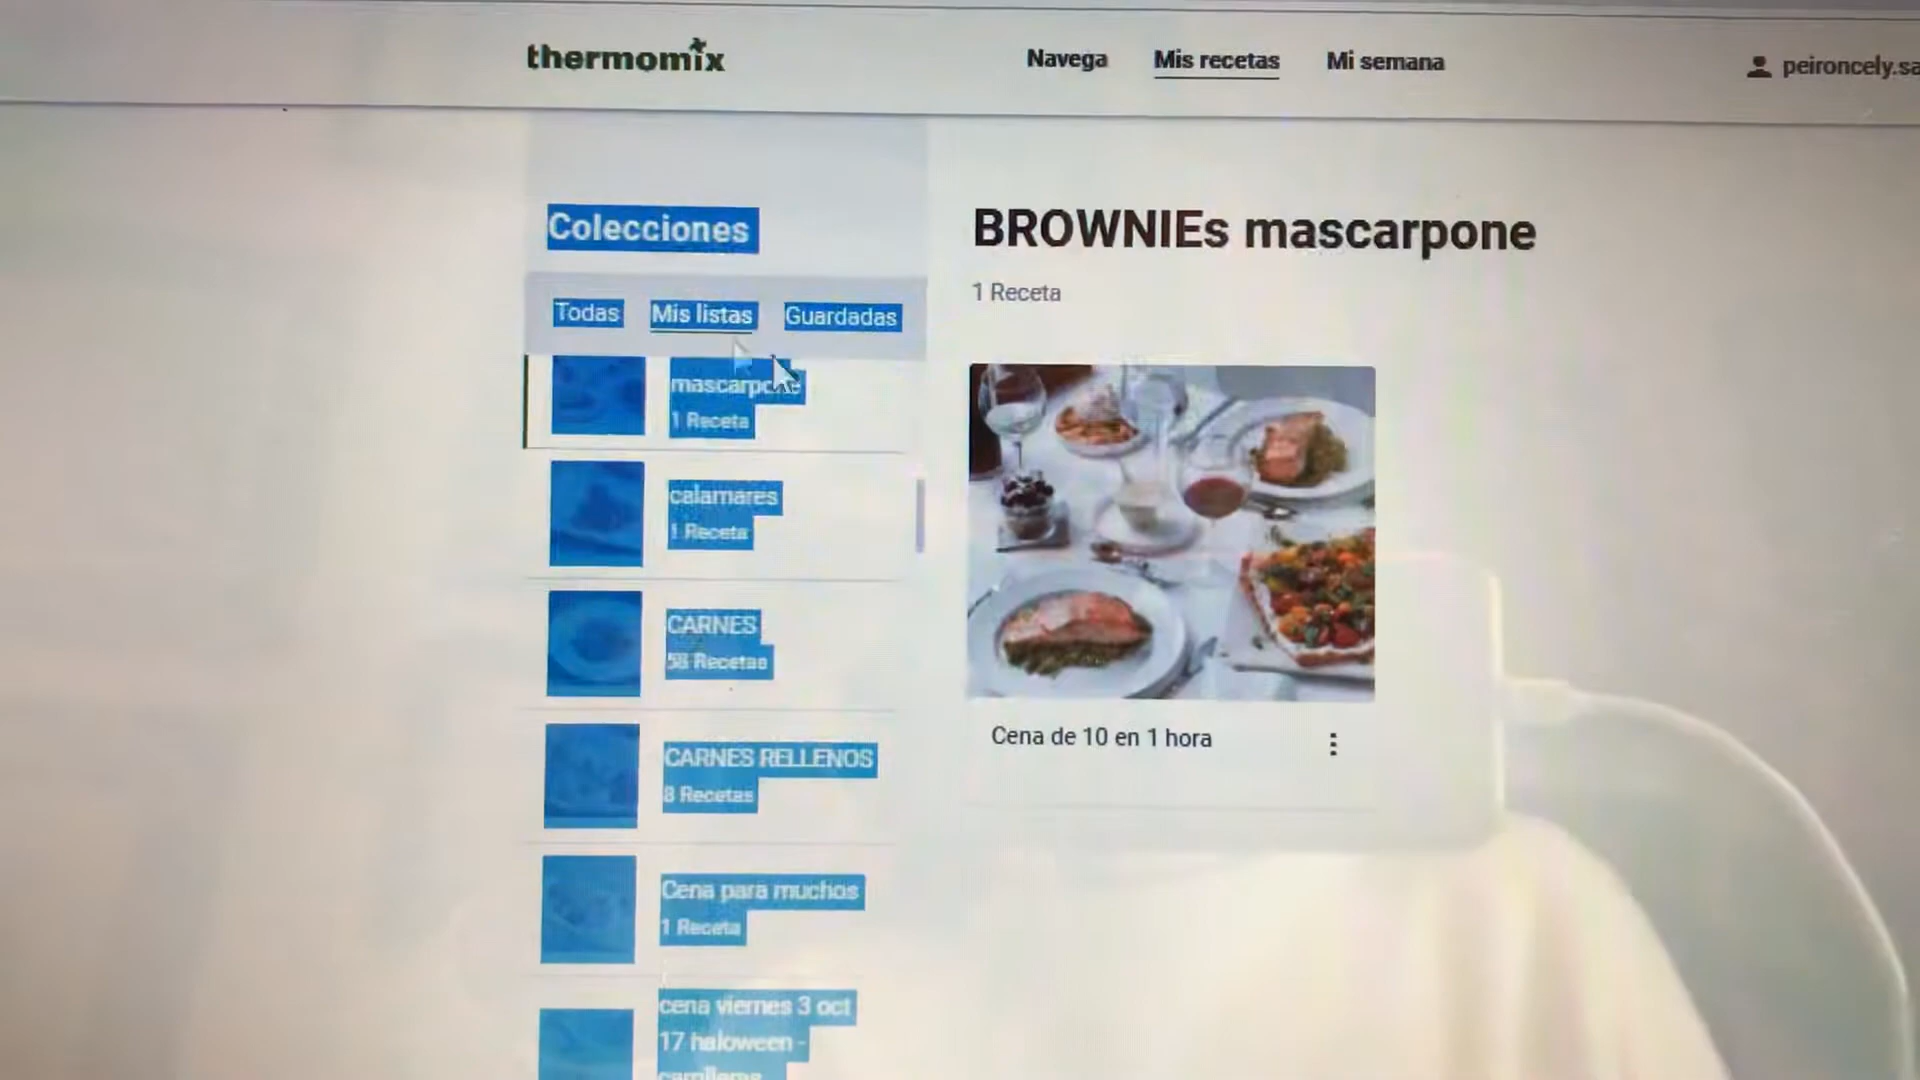 thermomix
Navega
Mis recetas
Mi semana
peironcely.sa
Colecciones
Todas
Mis listas
Guardadas
mascarpone
1 Receta
calamares
1 Receta
CARNES
58 Recetas
CARNES RELLENOS
8 Recetas
Cena para muchos
1 Receta
cena viernes 3 oct
17 haloween -
BROWNIEs mascarpone
1 Receta
Cena de 10 en 1 hora